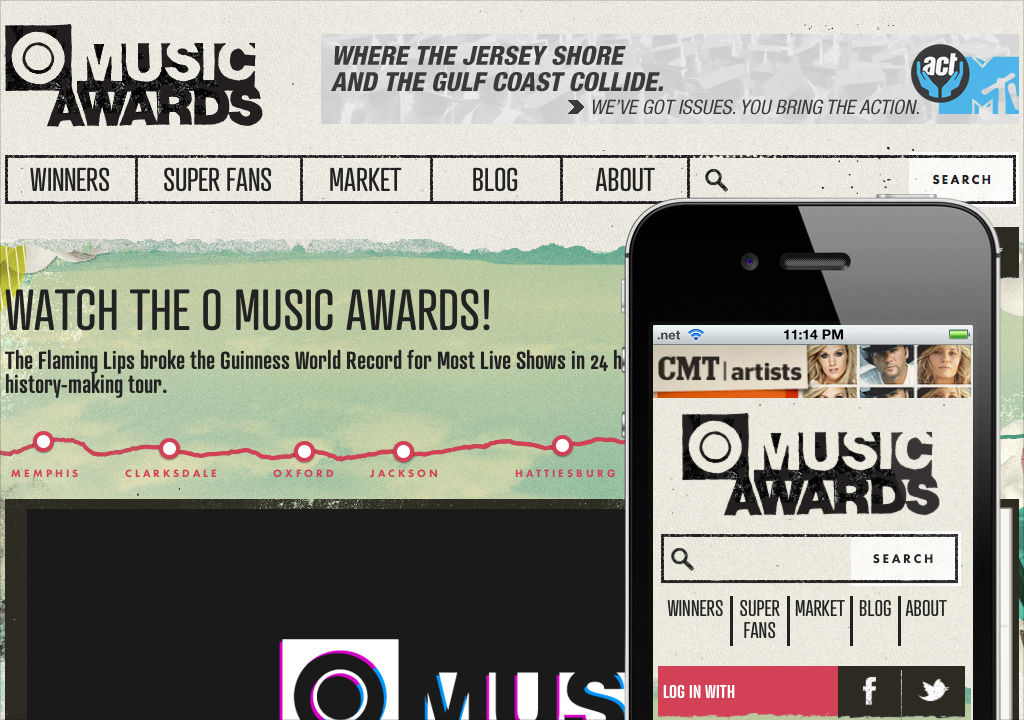 O MUSIC
AWARDS
WHERE THE JERSEY SHORE
AND THE GULF COAST COLLIDE.
WE'VE GOT ISSUES. YOU BRING THE ACTION.
act
MTV
WINNERS
SUPER FANS
MARKET
BLOG
ABOUT
SEARCH
WATCH THE O MUSIC AWARDS!
The Flaming Lips broke the Guinness World Record for Most Live Shows in 24
history-making tour.
MEMPHIS
CLARKSDALE
OXFORD
JACKSON
HATTIESBURG
O MUS
.net
11:14 PM
CMT artists
O MUSIC
AWARDS
SEARCH
WINNERS
SUPER
FANS
MARKET
BLOG
ABOUT
LOG IN WITH
f